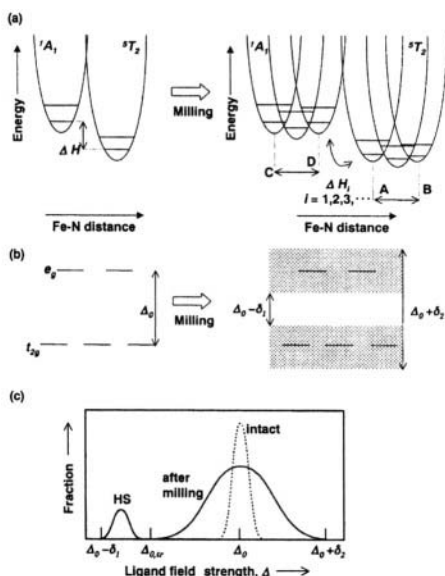 (a)
¹A₁
⁵T₂
Energy
ΔH
Fe-N distance
Milling
¹A₁
⁵T₂
Energy
C
D
A
B
ΔHᵢ
i = 1,2,3, ····
Fe-N distance
(b)
e_g
t₂g
Δ₀
Milling
Δ₀−δ₁
Δ₀+δ₂
(c)
Fraction
HS
after
milling
intact
Δ₀−δ₁
Δ₀,cr
Δ₀
Δ₀+δ₂
Ligand field strength, Δ